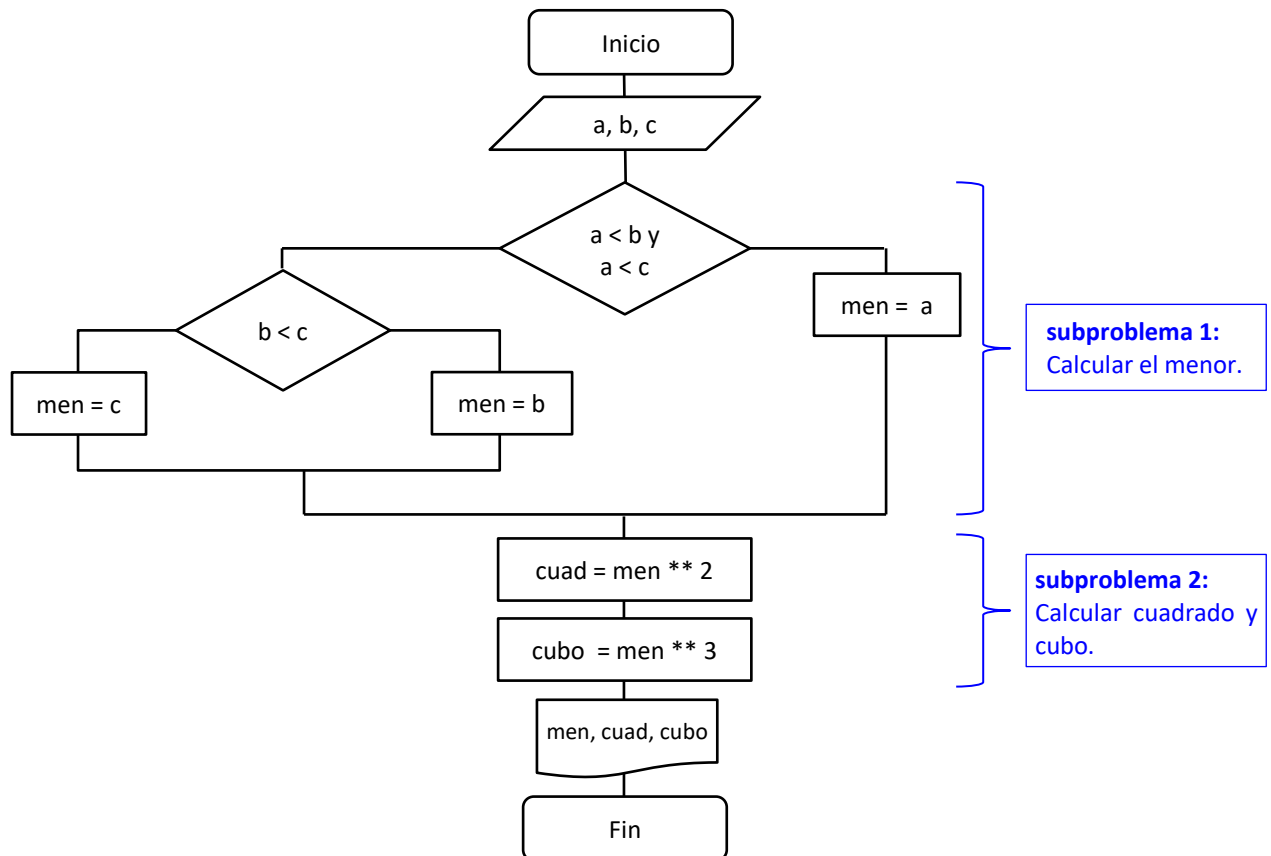 Inicio
a, b, c
a < b y
a < c
men =  a
b < c
men = c
men = b
subproblema 1:
Calcular el menor.
cuad = men ** 2
cubo  = men ** 3
subproblema 2:
Calcular cuadrado y
cubo.
men, cuad, cubo
Fin